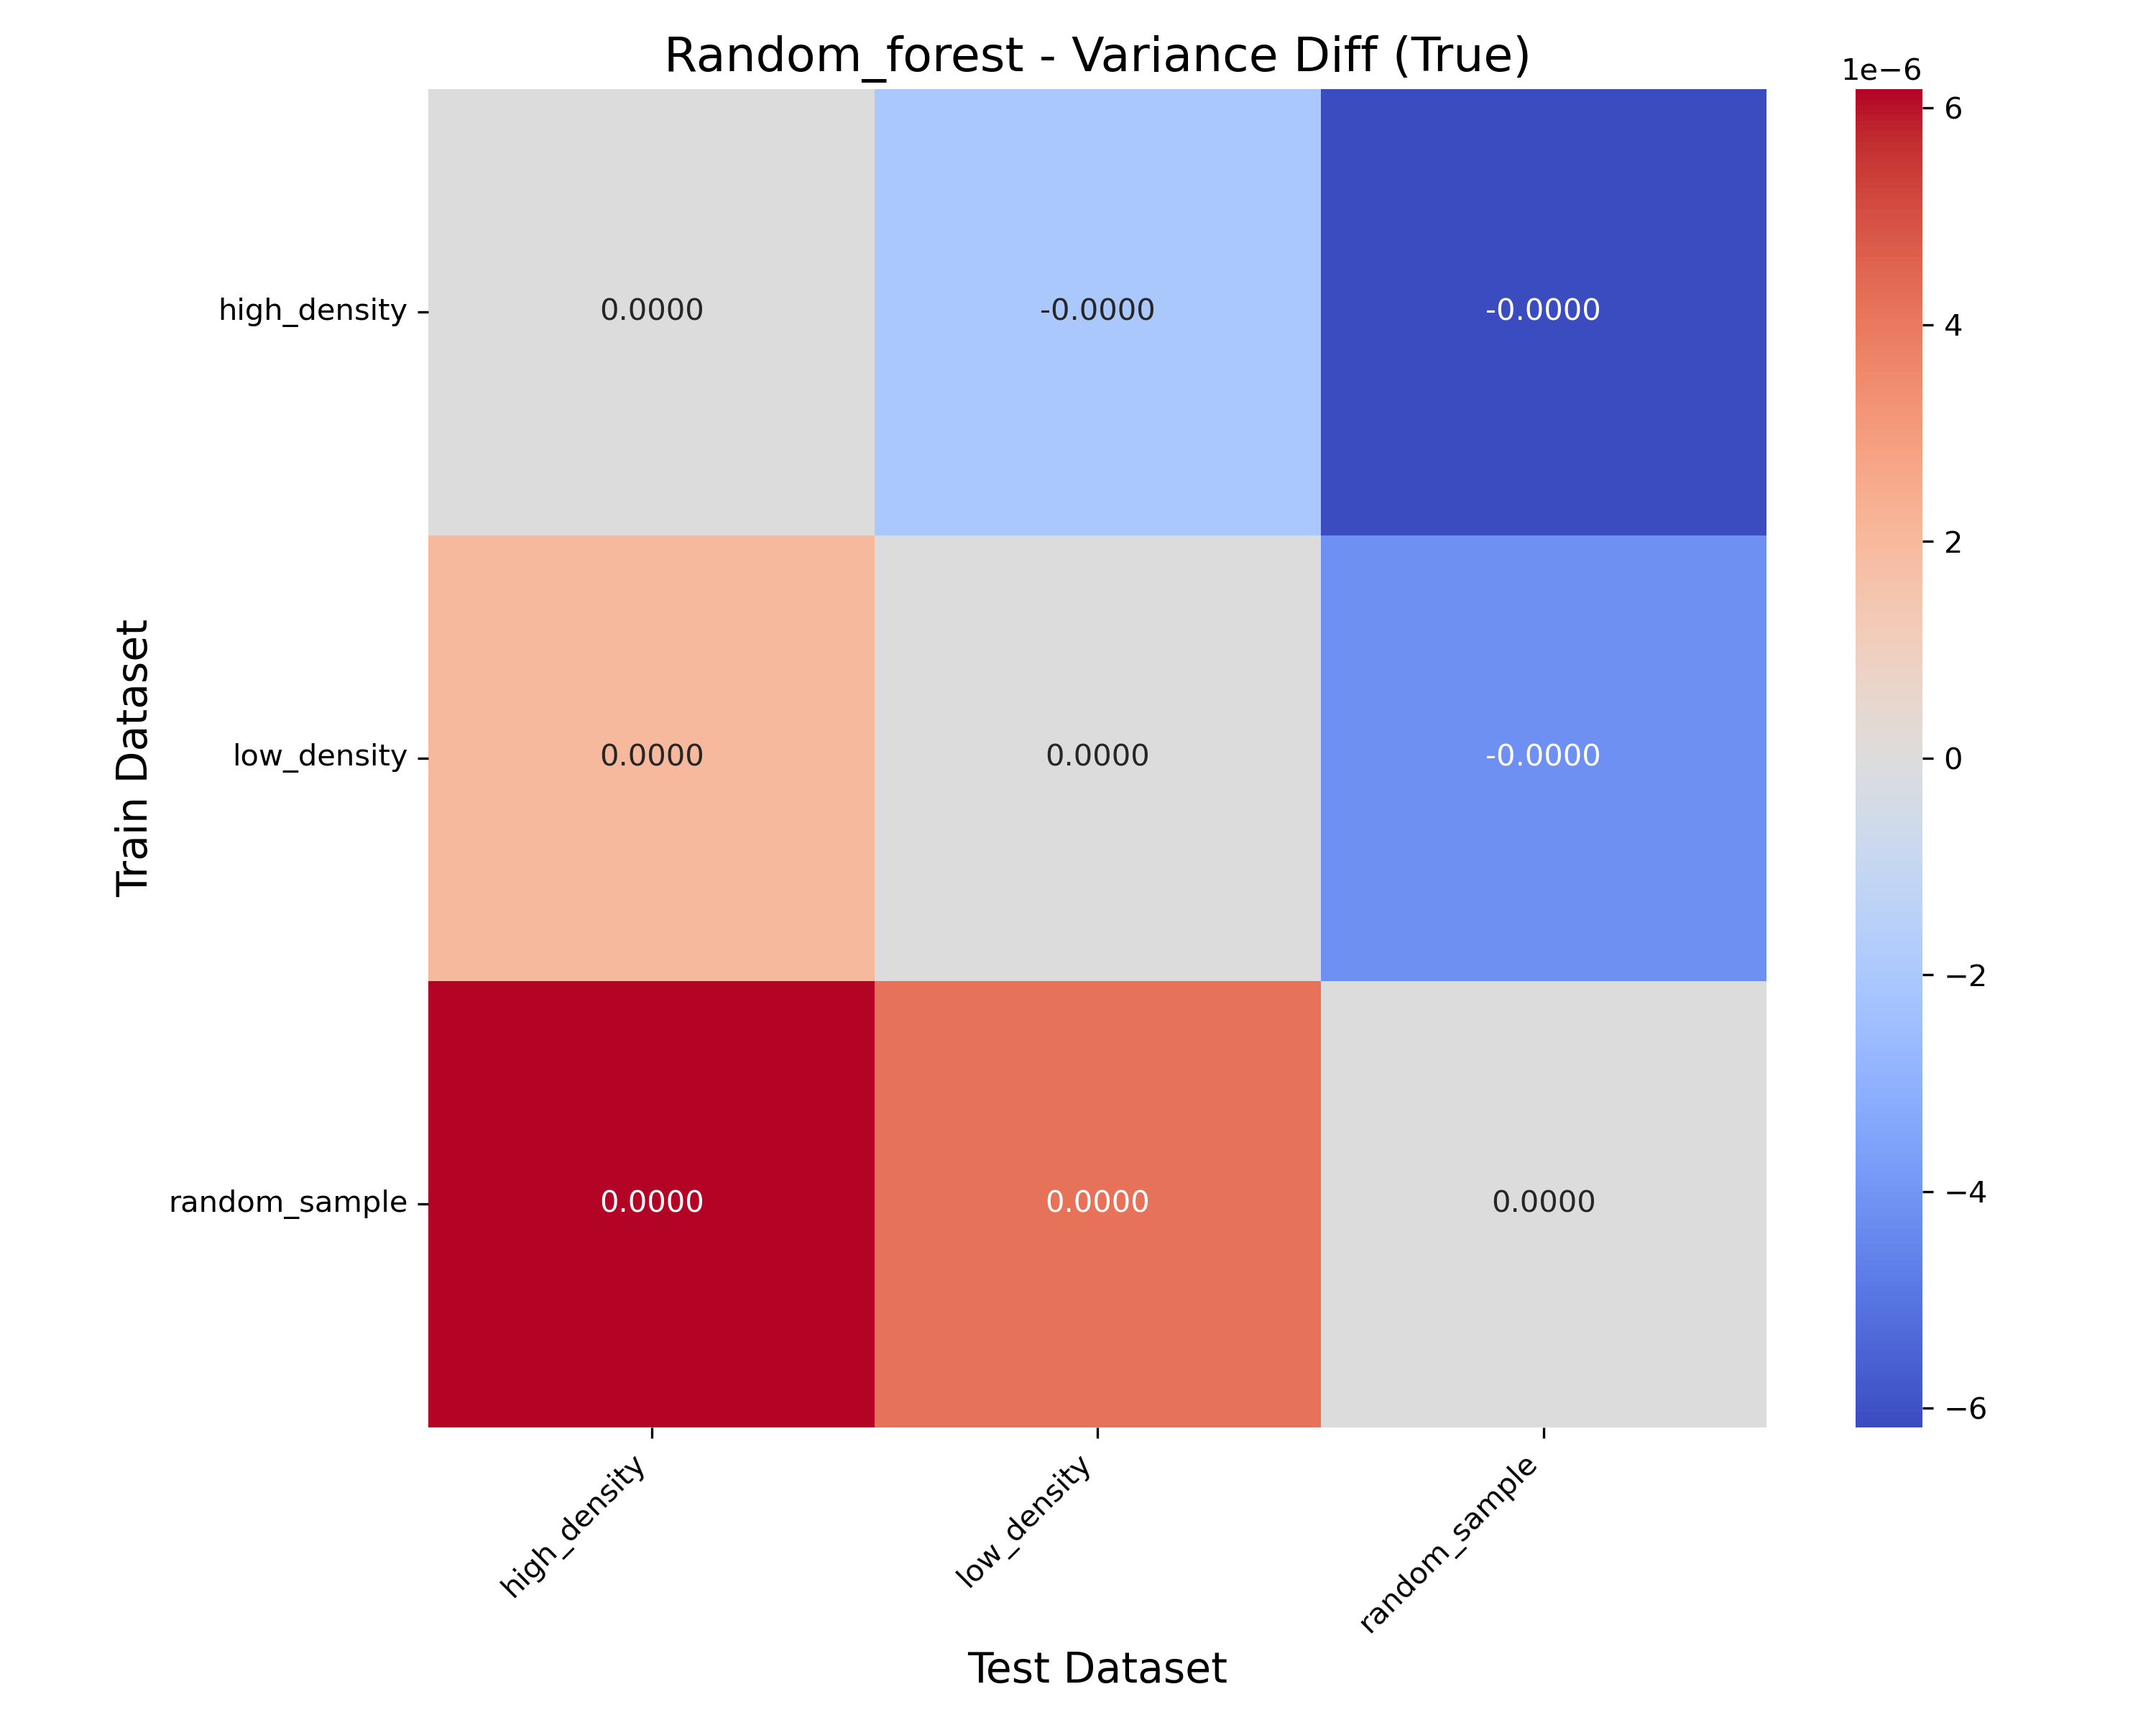 Random_forest - Variance Diff (True)
1e−6
6
4
2
0
−2
−4
−6
Train Dataset
high_density
0.0000
-0.0000
-0.0000
low_density
0.0000
0.0000
-0.0000
random_sample
0.0000
0.0000
0.0000
high_density
low_density
random_sample
Test Dataset